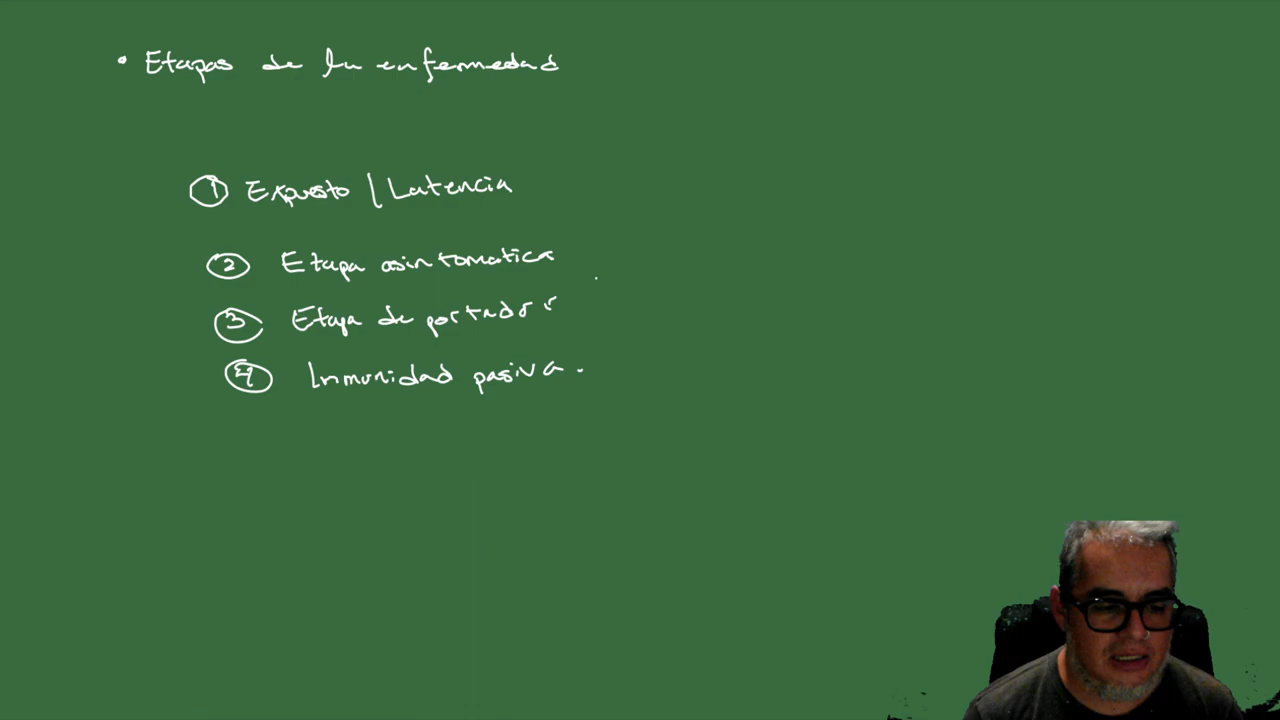 • Etapas de la enfermedad
① Expuesto / Latencia
② Etapa asintomatica
③ Etapa de portador
④ Inmunidad pasiva.